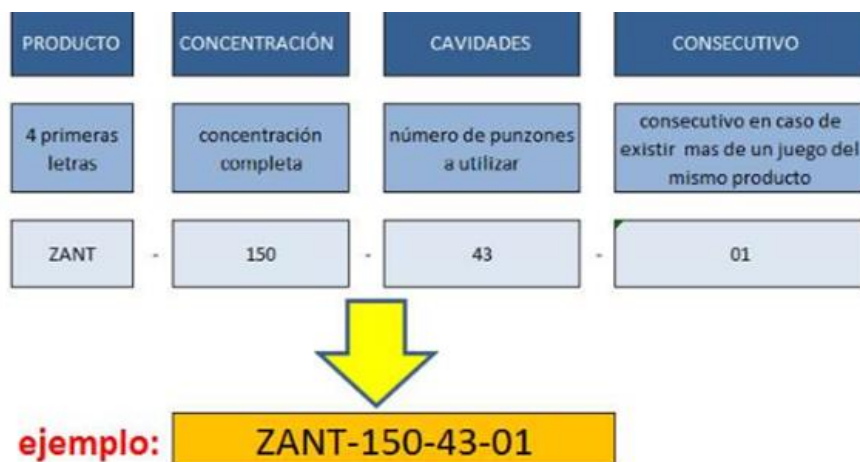 PRODUCTO
CONCENTRACIÓN
CAVIDADES
CONSECUTIVO
4 primeras
letras
concentración
completa
número de punzones
a utilizar
consecutivo en caso de
existir mas de un juego del
mismo producto
ZANT - 150 - 43 - 01
ejemplo: ZANT-150-43-01